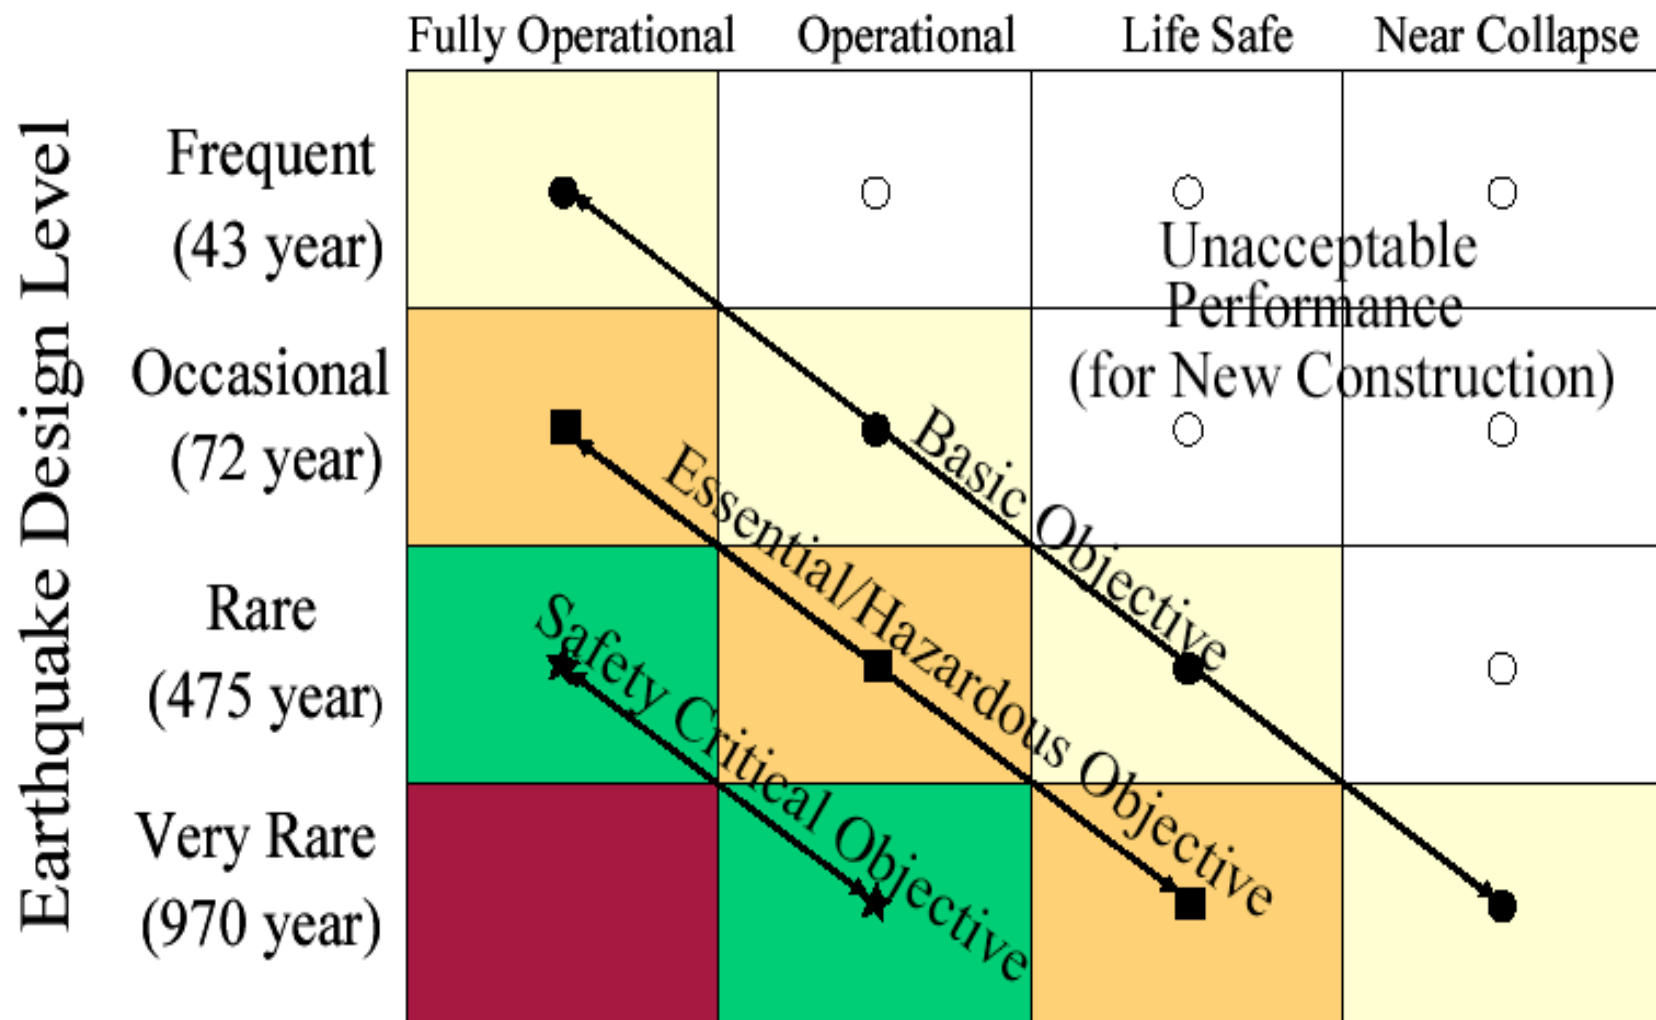 Fully Operational
Operational
Life Safe
Near Collapse
Earthquake Design Level
Frequent
(43 year)
Unacceptable
Performance
(for New Construction)
Occasional
(72 year)
Basic Objective
Essential/Hazardous Objective
Rare
(475 year)
Safety Critical Objective
Very Rare
(970 year)